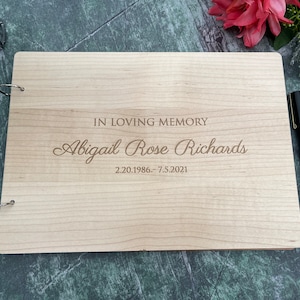 IN LOVING MEMORY
Abigail Rose Richards
2.20.1986.- 7.5.2021